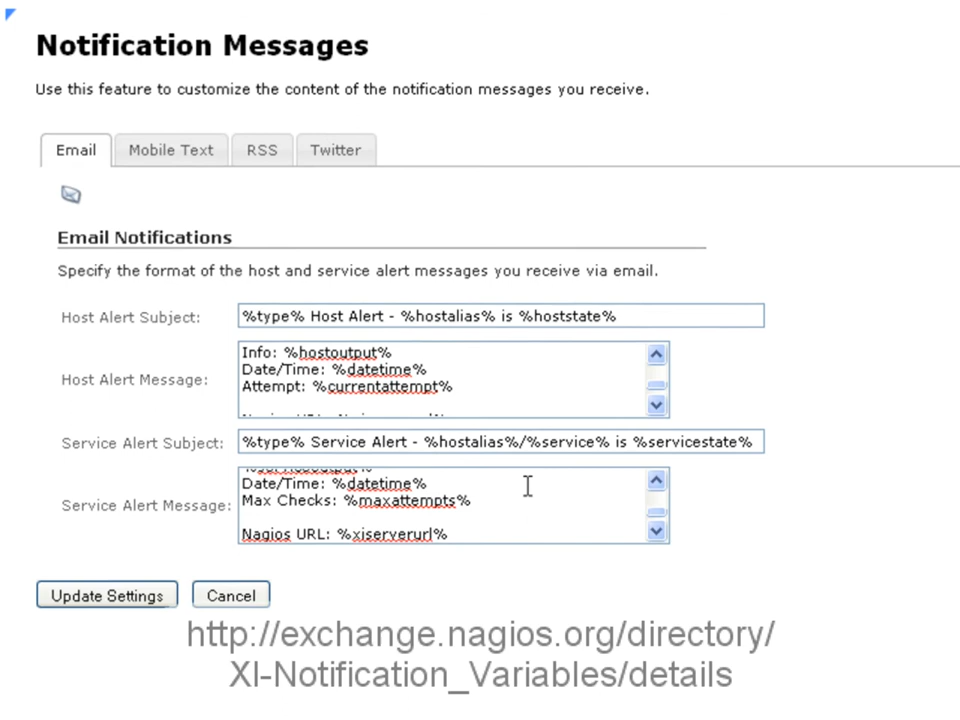 Notification Messages
Use this feature to customize the content of the notification messages you receive.
Email Mobile Text RSS Twitter
Email Notifications
Specify the format of the host and service alert messages you receive via email.
Host Alert Subject: %type% Host Alert - %hostalias% is %hoststate%
Info: %hostoutput%
Date/Time: %datetime%
Host Alert Message:
Attempt: %currentattempt%
Service Alert Subject: %type% Service Alert - %hostalias%/%service% is %servicestate%
Date/Time: %datetime%
Max Checks: %maxattempts%
Service Alert Message:
Nagios URL: %xiserverurl%
Update Settings Cancel
http://exchange.nagios.org/directory/
XI-Notification_Variables/details